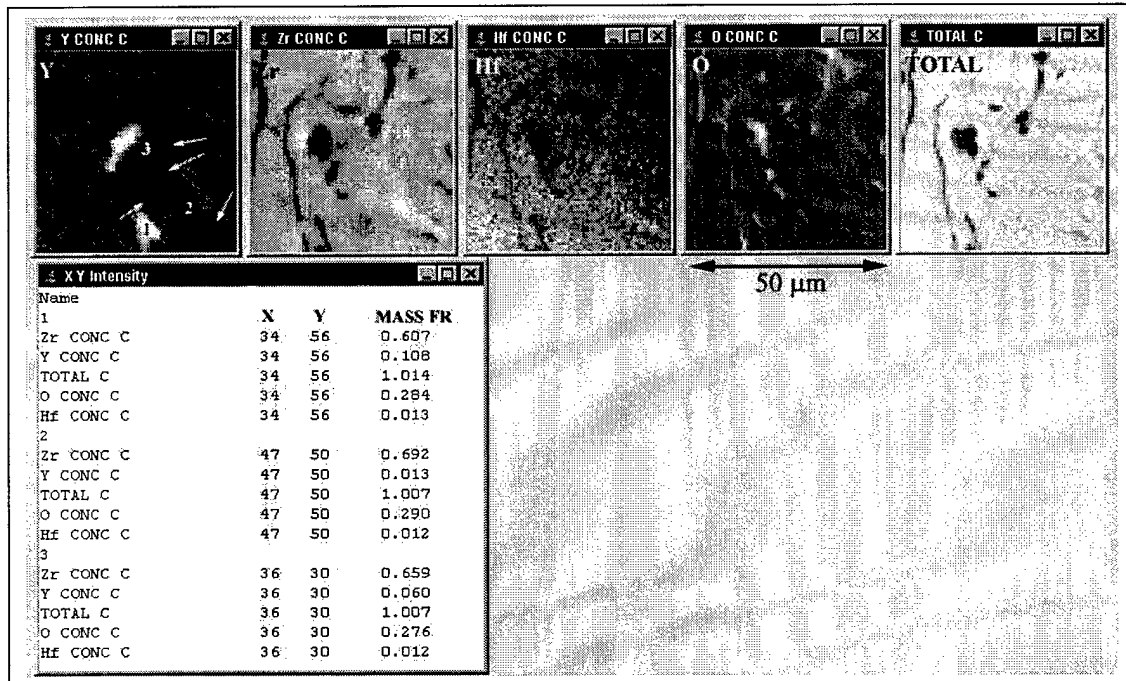 Y CONC C
Zr CONC C
Hf CONC C
O CONC C
TOTAL C
Y
Zr
Hf
O
TOTAL
3
2
1
50 µm
X Y Intensity
Name
1 X Y MASS FR
Zr CONC C 34 56 0.607
Y CONC C 34 56 0.108
TOTAL C 34 56 1.014
O CONC C 34 56 0.284
Hf CONC C 34 56 0.013
2
Zr CONC C 47 50 0.692
Y CONC C 47 50 0.013
TOTAL C 47 50 1.007
O CONC C 47 50 0.290
Hf CONC C 47 50 0.012
3
Zr CONC C 36 30 0.659
Y CONC C 36 30 0.060
TOTAL C 36 30 1.007
O CONC C 36 30 0.276
Hf CONC C 36 30 0.012